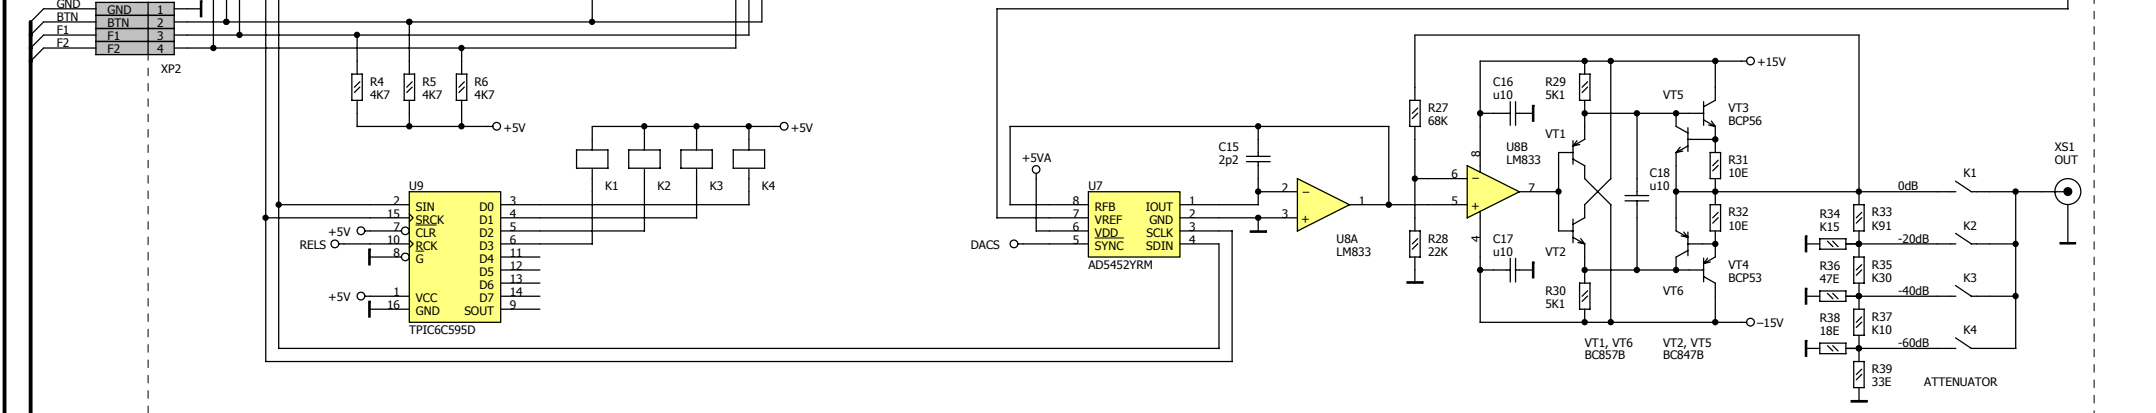 GND GND 1
BTN BTN 2
F1 F1 3
F2 F2 4
XP2
R4 4K7
R5 4K7
R6 4K7
+5V
+5V
K1 K2 K3 K4
U9
2 SIN D0 3
15 SRCK D1 4
+5V 7 CLR D2 5
RELS 10 RCK D3 6
8 G D4 11
D5 12
D6 13
D7 14
+5V 1 VCC
16 GND SOUT 9
TPIC6C595D
+5VA
U7
8 RFB IOUT 1
7 VREF GND 2
6 VDD SCLK 3
DACS 5 SYNC SDIN 4
AD5452YRM
C15
2p2
2 −
3 +
1
U8A
LM833
R27
68K
R28
22K
C16
u10
8
U8B
LM833
6 −
5 +
7
4
C17
u10
R29
5K1
VT1
VT2
R30
5K1
C18
u10
VT5
VT3
BCP56
R31
10E
R32
10E
VT4
BCP53
VT6
+15V
−15V
VT1, VT6
BC857B
VT2, VT5
BC847B
0dB K1
R34
K15
R33
K91
-20dB K2
R36
47E
R35
K30
-40dB K3
R38
18E
R37
K10
-60dB K4
R39
33E
ATTENUATOR
XS1
OUT